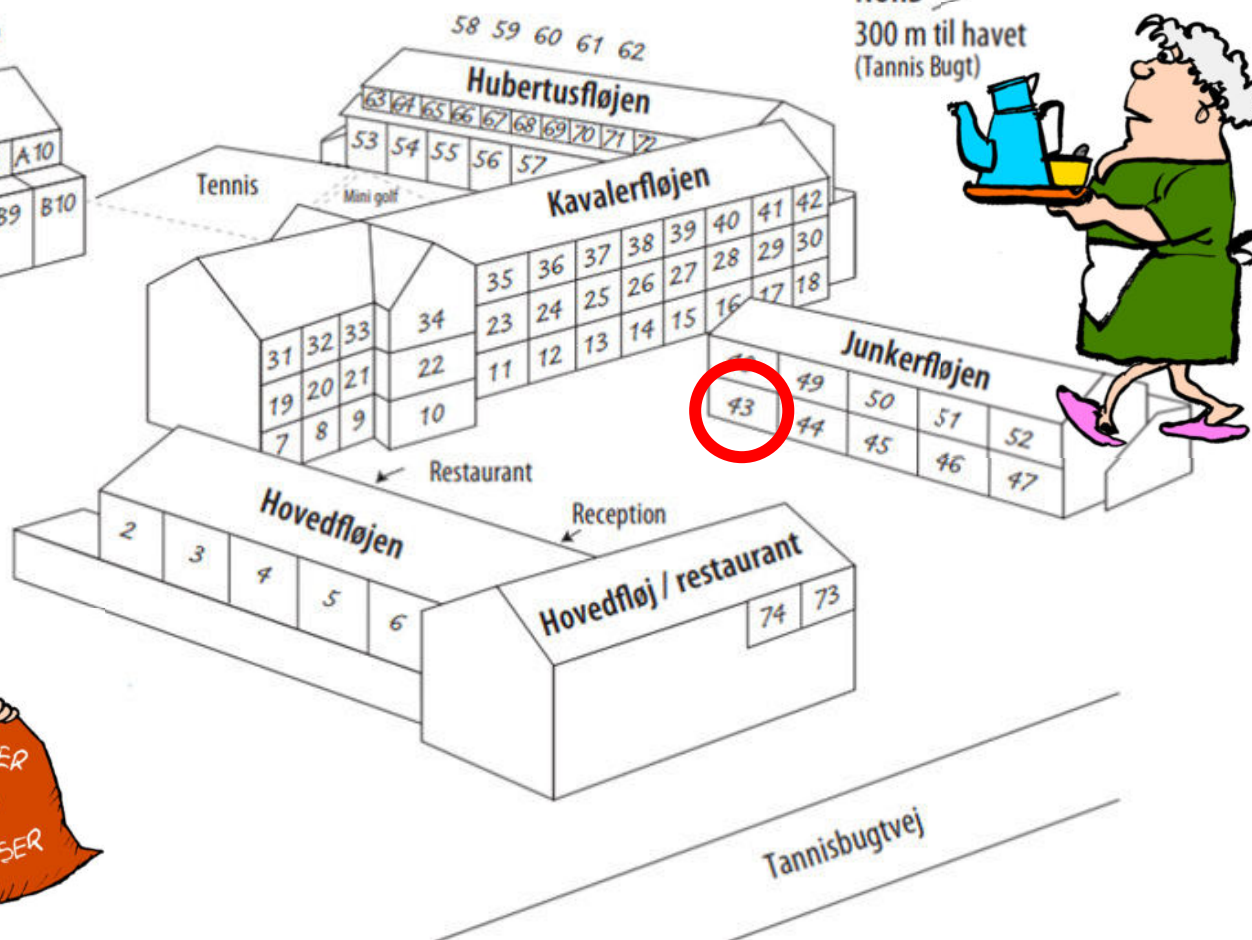 300 m til havet
(Tannis Bugt)
58 59 60 61 62
Hubertusfløjen
63 64 65 66 67 68 69 70 71 72
53 54 55 56 57
A10
B10
Tennis
Mini golf
Kavalerfløjen
35 36 37 38 39 40 41 42
23 24 25 26 27 28 29 30
11 12 13 14 15 16 17 18
31 32 33 34
19 20 21 22
7 8 9 10
Junkerfløjen
49 50 51 52
43 44 45 46 47
Restaurant
Reception
Hovedfløjen
2 3 4 5 6
Hovedfløj / restaurant
74 73
Tannisbugtvej